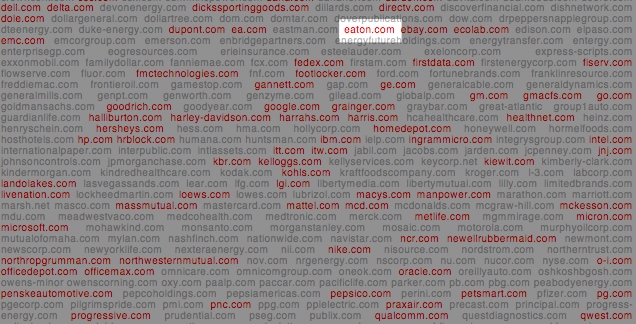 dell.com delta.com devonenergy.com dickssportinggoods.com dillards.com directv.com discoverfinancial.com dishnetwork.com
dole.com dollargeneral.com dollartree.com dom.com domtar.com doverpublications.com dow.com drpeppersnapplegroup.com
dteenergy.com duke-energy.com dupont.com ea.com eastman.com eaton.com ebay.com ecolab.com edison.com elpaso.com
emc.com emcorgroup.com emerson.com enbridgepartners.com energyfutureholdings.com energytransfer.com entergy.com
enterprisegp.com eogresources.com erieinsurance.com esteelauder.com exeloncorp.com express-scripts.com
exxonmobil.com familydollar.com fanniemae.com fcx.com fedex.com firstam.com firstdata.com firstenergycorp.com fiserv.com
flowserve.com fluor.com fmctechnologies.com fnf.com footlocker.com ford.com fortunebrands.com franklinresource.com
freddiemac.com frontieroil.com gamestop.com gannett.com gap.com ge.com generalcable.com generaldynamics.com
generalmills.com genpt.com genworth.com genzyme.com gilead.com globalp.com gm.com gmacfs.com go.com
goldmansachs.com goodrich.com goodyear.com google.com grainger.com graybar.com great-atlantic group1auto.com
guardianlife.com halliburton.com harley-davidson.com harrahs.com harris.com hcahealthcare.com healthnet.com heinz.com
henryschein.com hersheys.com hess.com hma.com hollycorp.com homedepot.com honeywell.com hormelfoods.com
hosthotels.com hp.com hrblock.com humana.com huntsman.com ibm.com ielp.com ingrammicro.com integrysgroup.com intel.com
internationalpaper.com interpublic.com intlassets.com itt.com itw.com jabil.com jacobs.com jarden.com jcpenney.com jnj.com
johnsoncontrols.com jpmorganchase.com kbr.com kelloggs.com kellyservices.com keycorp.net kiewit.com kimberly-clark.com
kindermorgan.com kindredhealthcare.com kodak.com kohls.com kraftfoodscompany.com kroger.com l-3.com labcorp.com
landolakes.com lasvegassands.com lear.com lfg.com lgi.com libertymedia.com libertymutual.com lilly.com limitedbrands.com
livenation.com lockheedmartin.com loews.com lowes.com lubrizol.com macys.com manpower.com marathon.com marriott.com
marsh.net masco.com massmutual.com mastercard.com mattel.com mcd.com mcdonalds.com mcgraw-hill.com mckesson.com
mdu.com meadwestvaco.com medcohealth.com medtronic.com merck.com metlife.com mgmmirage.com micron.com
microsoft.com mohawkind.com monsanto.com morganstanley.com mosaic.com motorola.com murphyoilcorp.com
mutualofomaha.com mylan.com nashfinch.com nationwide.com navistar.com ncr.com newellrubbermaid.com newmont.com
newscorp.com newyorklife.com nexteraenergy.com nii.com nike.com nisource.com nordstrom.com northerntrust.com
northropgrumman.com northwesternmutual.com nov.com nrgenergy.com nscorp.com nu.com nucor.com nyse.com o-i.com
officedepot.com officemax.com omnicare.com omnicomgroup.com oneok.com oracle.com oreillyauto.com oshkoshbgosh.com
owens-minor owenscorning.com oxy.com paalp.com paccar.com pacificlife.com parker.com pb.com pbg.com peabodyenergy.com
penskeautomotive.com pepcoholdings.com pepsiamericas.com pepsico.com perini.com petsmart.com pfizer.com pg.com
pgecorp.com pilgrimspride.com pmi.com pnc.com ppg.com pplelectric.com praxair.com precast.com principal.com progress-
energy.com progressive.com prudential.com pseg.com publix.com qualcomm.com questdiagnostics.com qwest.com